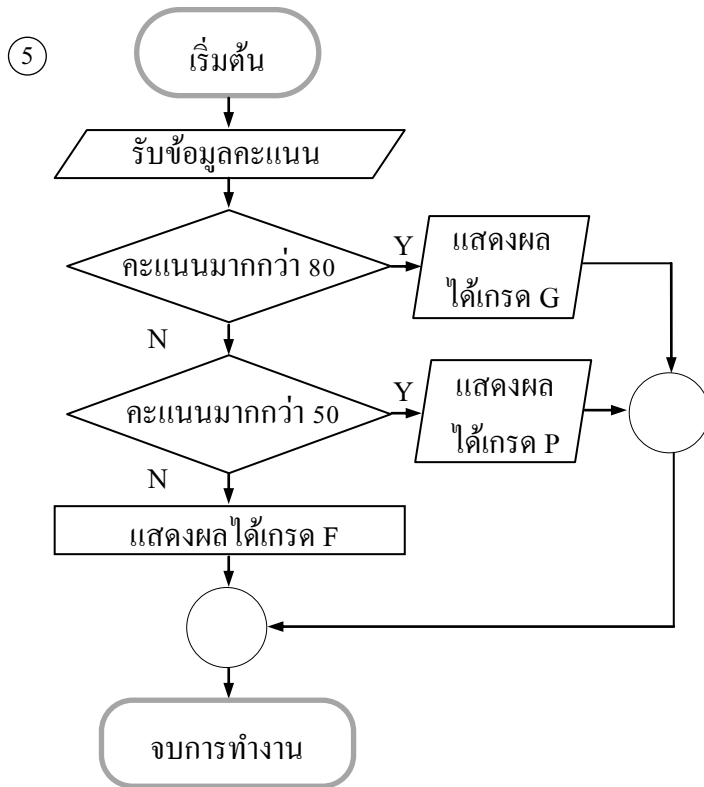 5
เริ่มต้น
รับข้อมูลคะแนน
คะแนนมากกว่า 80
Y
แสดงผล
ได้เกรด G
N
คะแนนมากกว่า 50
Y
แสดงผล
ได้เกรด P
N
แสดงผลได้เกรด F
จบการทำงาน